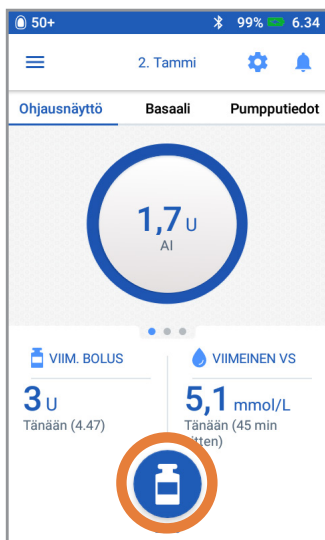 50+ 99% 6.34
2. Tammi
Ohjausnäyttö Basaali Pumpputiedot
1,7 U
AI
VIIM. BOLUS
3 U
Tänään (4.47)
VIIMEINEN VS
5,1 mmol/L
Tänään (45 min
itten)